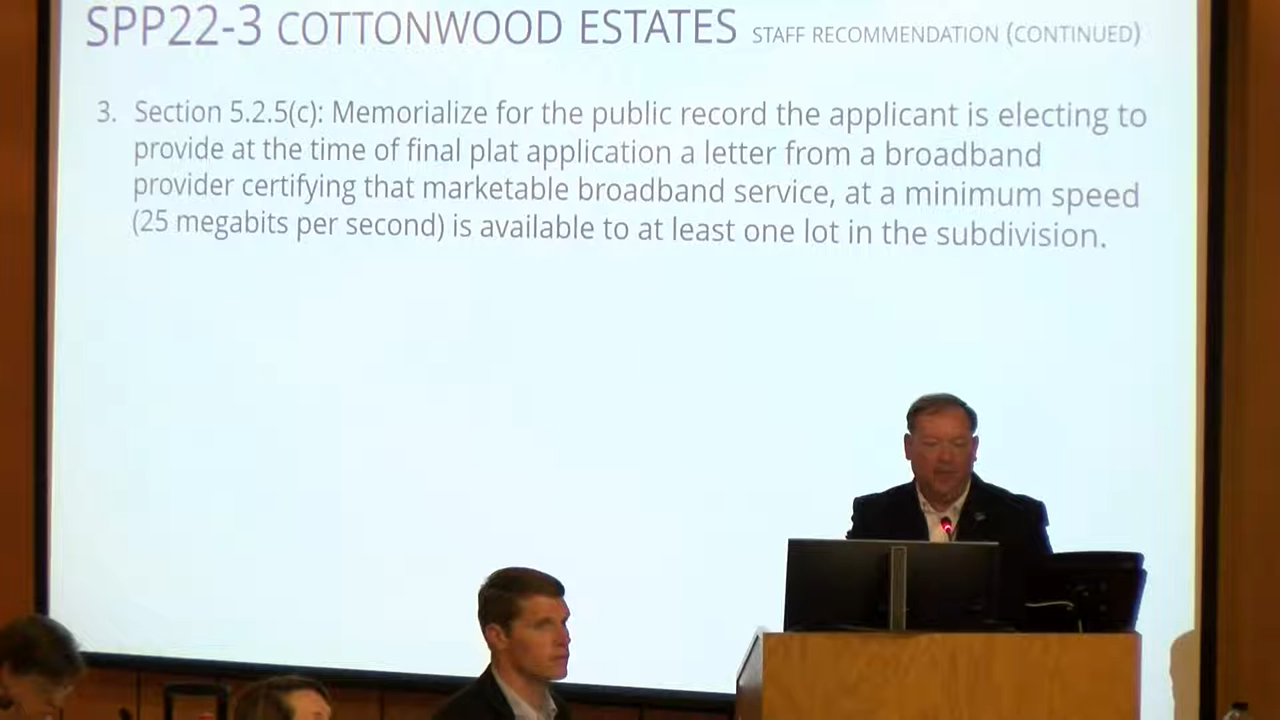 SPP22-3 COTTONWOOD ESTATES STAFF RECOMMENDATION (CONTINUED)
3. Section 5.2.5(c): Memorialize for the public record the applicant is electing to
provide at the time of final plat application a letter from a broadband
provider certifying that marketable broadband service, at a minimum speed
(25 megabits per second) is available to at least one lot in the subdivision.